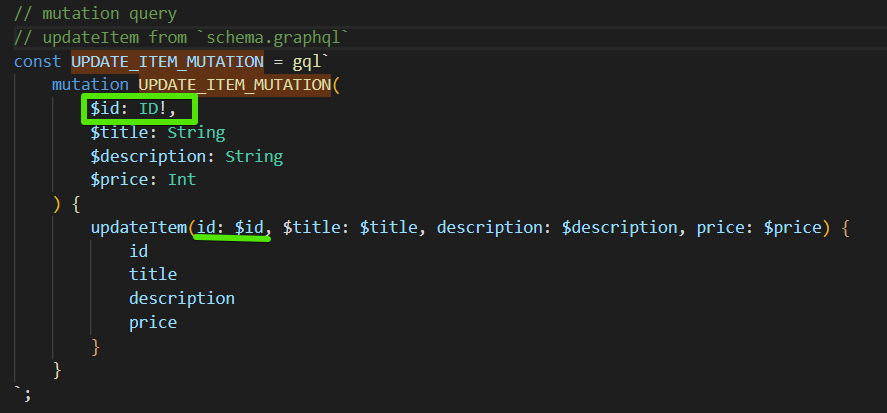 // mutation query
// updateItem from `schema.graphql`
const UPDATE_ITEM_MUTATION = gql`
mutation UPDATE_ITEM_MUTATION(
$id: ID!,
$title: String
$description: String
$price: Int
) {
updateItem(id: $id, $title: $title, description: $description, price: $price) {
id
title
description
price
}
}
`;